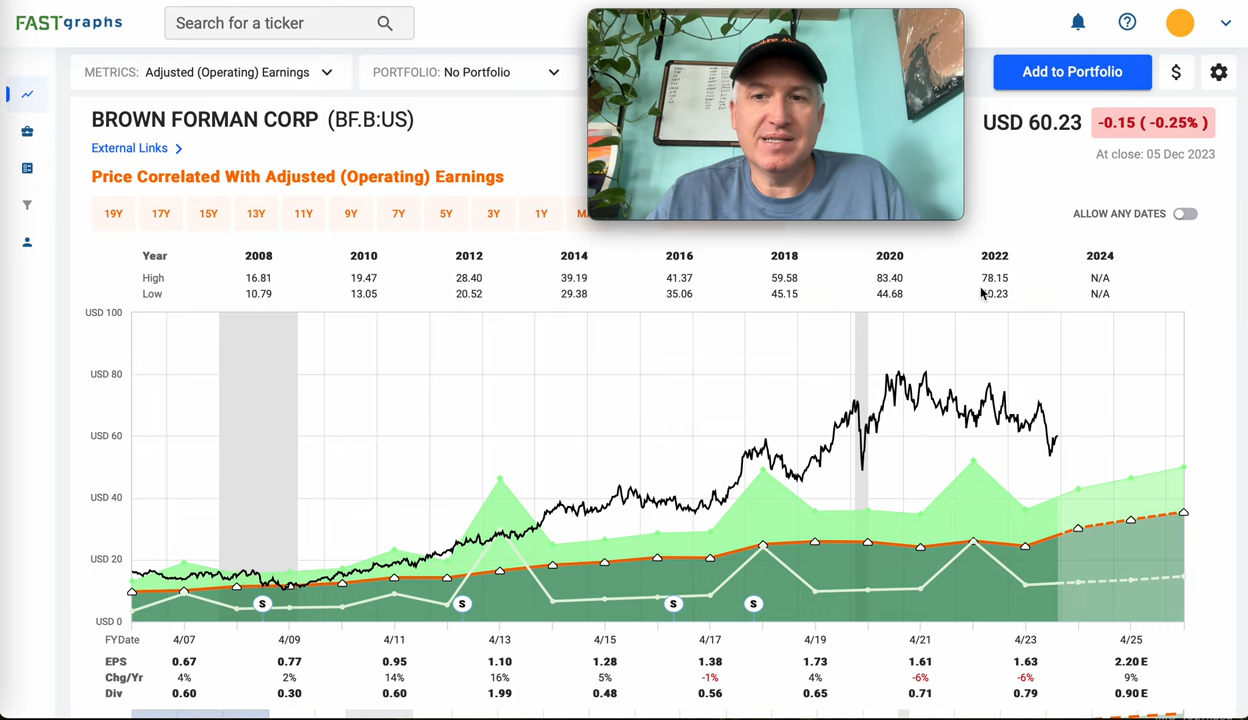 FASTgraphs
Search for a ticker
METRICS: Adjusted (Operating) Earnings
PORTFOLIO: No Portfolio
Add to Portfolio
$
BROWN FORMAN CORP (BF.B:US)
USD 60.23 -0.15 ( -0.25% )
External Links
At close: 05 Dec 2023
Price Correlated With Adjusted (Operating) Earnings
19Y 17Y 15Y 13Y 11Y 9Y 7Y 5Y 3Y 1Y
ALLOW ANY DATES
Year 2008 2010 2012 2014 2016 2018 2020 2022 2024
High 16.81 19.47 28.40 39.19 41.37 59.58 83.40 78.15 N/A
Low 10.79 13.05 20.52 29.38 35.06 45.15 44.68 N/A
USD 100
USD 80
USD 60
USD 40
USD 20
S S S S
USD 0
FYDate 4/07 4/09 4/11 4/13 4/15 4/17 4/19 4/21 4/23 4/25
EPS 0.67 0.77 0.95 1.10 1.28 1.38 1.73 1.61 1.63 2.20 E
Chg/Yr 4% 2% 14% 16% 5% -1% 4% -6% -6% 9%
Div 0.60 0.30 0.60 1.99 0.48 0.56 0.65 0.71 0.79 0.90 E